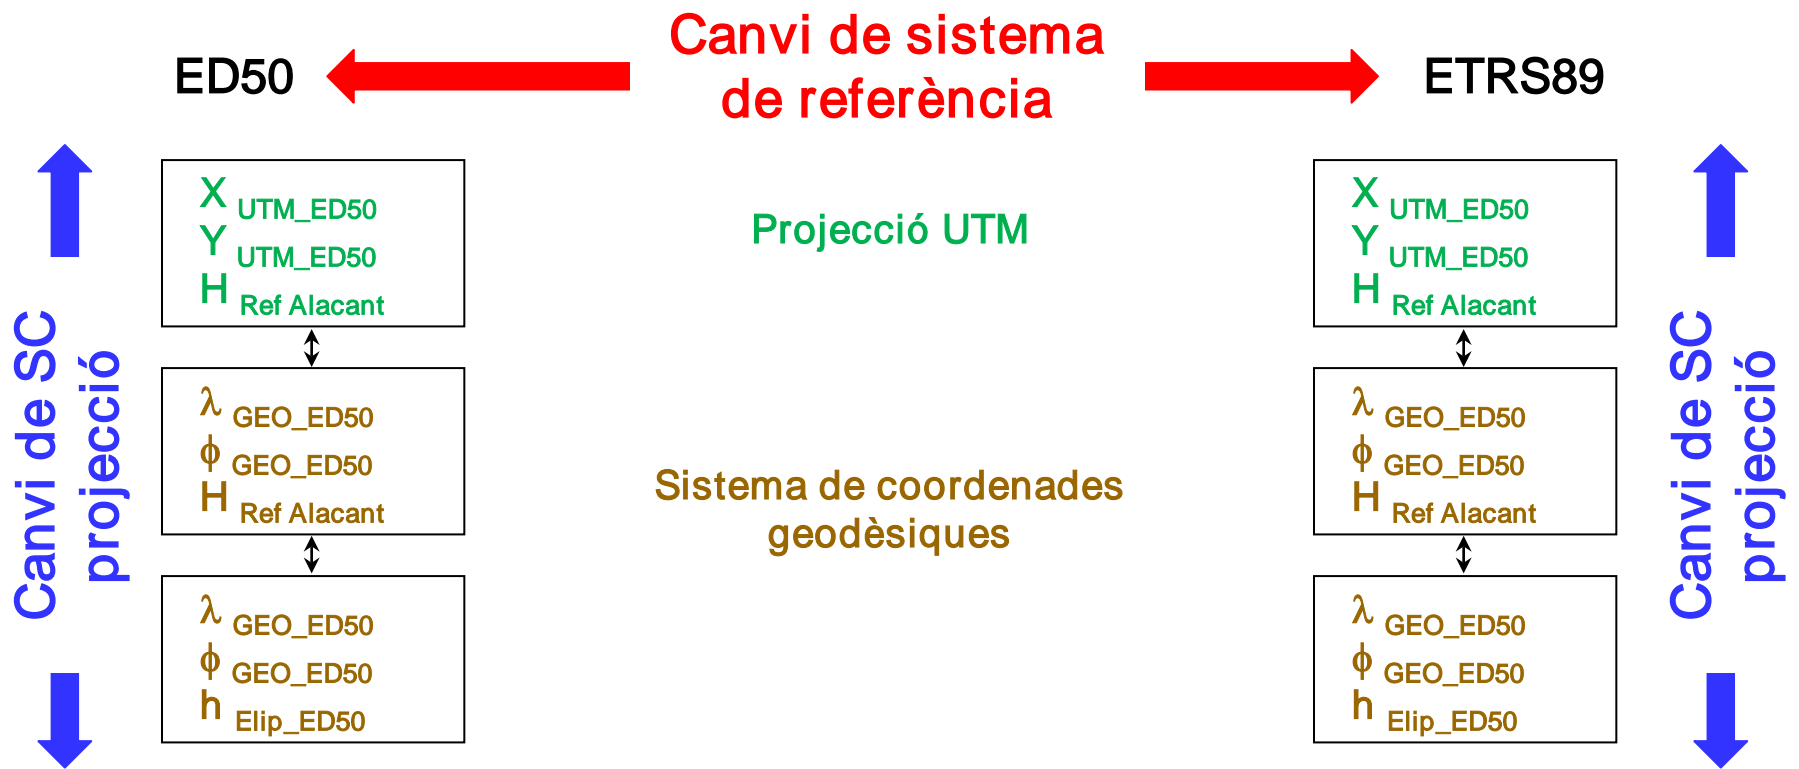 Canvi de sistema
de referència
ED50
ETRS89
Canvi de SC
projecció
X UTM_ED50
Y UTM_ED50
H Ref Alacant
λ GEO_ED50
ϕ GEO_ED50
H Ref Alacant
λ GEO_ED50
ϕ GEO_ED50
h Elip_ED50
Projecció UTM
Sistema de coordenades
geodèsiques
X UTM_ED50
Y UTM_ED50
H Ref Alacant
λ GEO_ED50
ϕ GEO_ED50
H Ref Alacant
λ GEO_ED50
ϕ GEO_ED50
h Elip_ED50
Canvi de SC
projecció